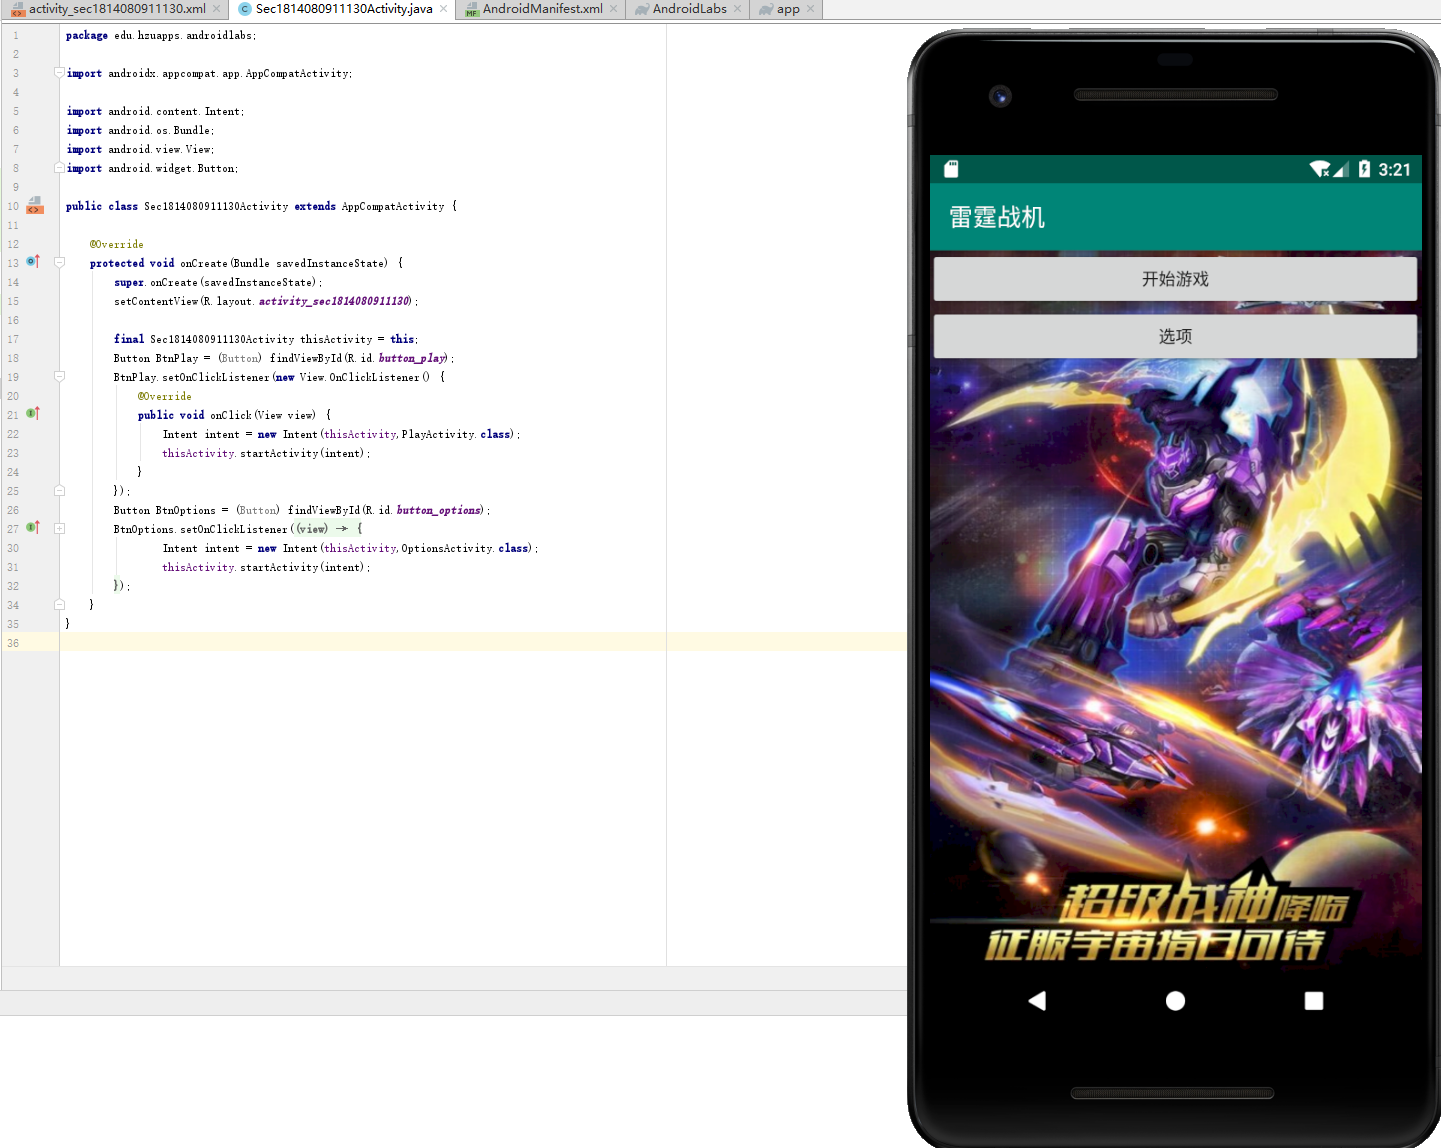 activity_sec1814080911130.xml
Sec1814080911130Activity.java
AndroidManifest.xml
AndroidLabs
app
1 package edu.hzuapps.androidlabs;
2
3 import androidx.appcompat.app.AppCompatActivity;
4
5 import android.content.Intent;
6 import android.os.Bundle;
7 import android.view.View;
8 import android.widget.Button;
9
10 public class Sec1814080911130Activity extends AppCompatActivity {
11
12 @Override
13 protected void onCreate(Bundle savedInstanceState) {
14 super.onCreate(savedInstanceState);
15 setContentView(R.layout.activity_sec1814080911130);
16
17 final Sec1814080911130Activity thisActivity = this;
18 Button BtnPlay = (Button) findViewById(R.id.button_play);
19 BtnPlay.setOnClickListener(new View.OnClickListener() {
20 @Override
21 public void onClick(View view) {
22 Intent intent = new Intent(thisActivity,PlayActivity.class);
23 thisActivity.startActivity(intent);
24 }
25 });
26 Button BtnOptions = (Button) findViewById(R.id.button_options);
27 BtnOptions.setOnClickListener((view) → {
30 Intent intent = new Intent(thisActivity,OptionsActivity.class);
31 thisActivity.startActivity(intent);
32 });
34 }
35 }
36
3:21
雷霆战机
开始游戏
选项
超级战神降临
征服宇宙指日可待